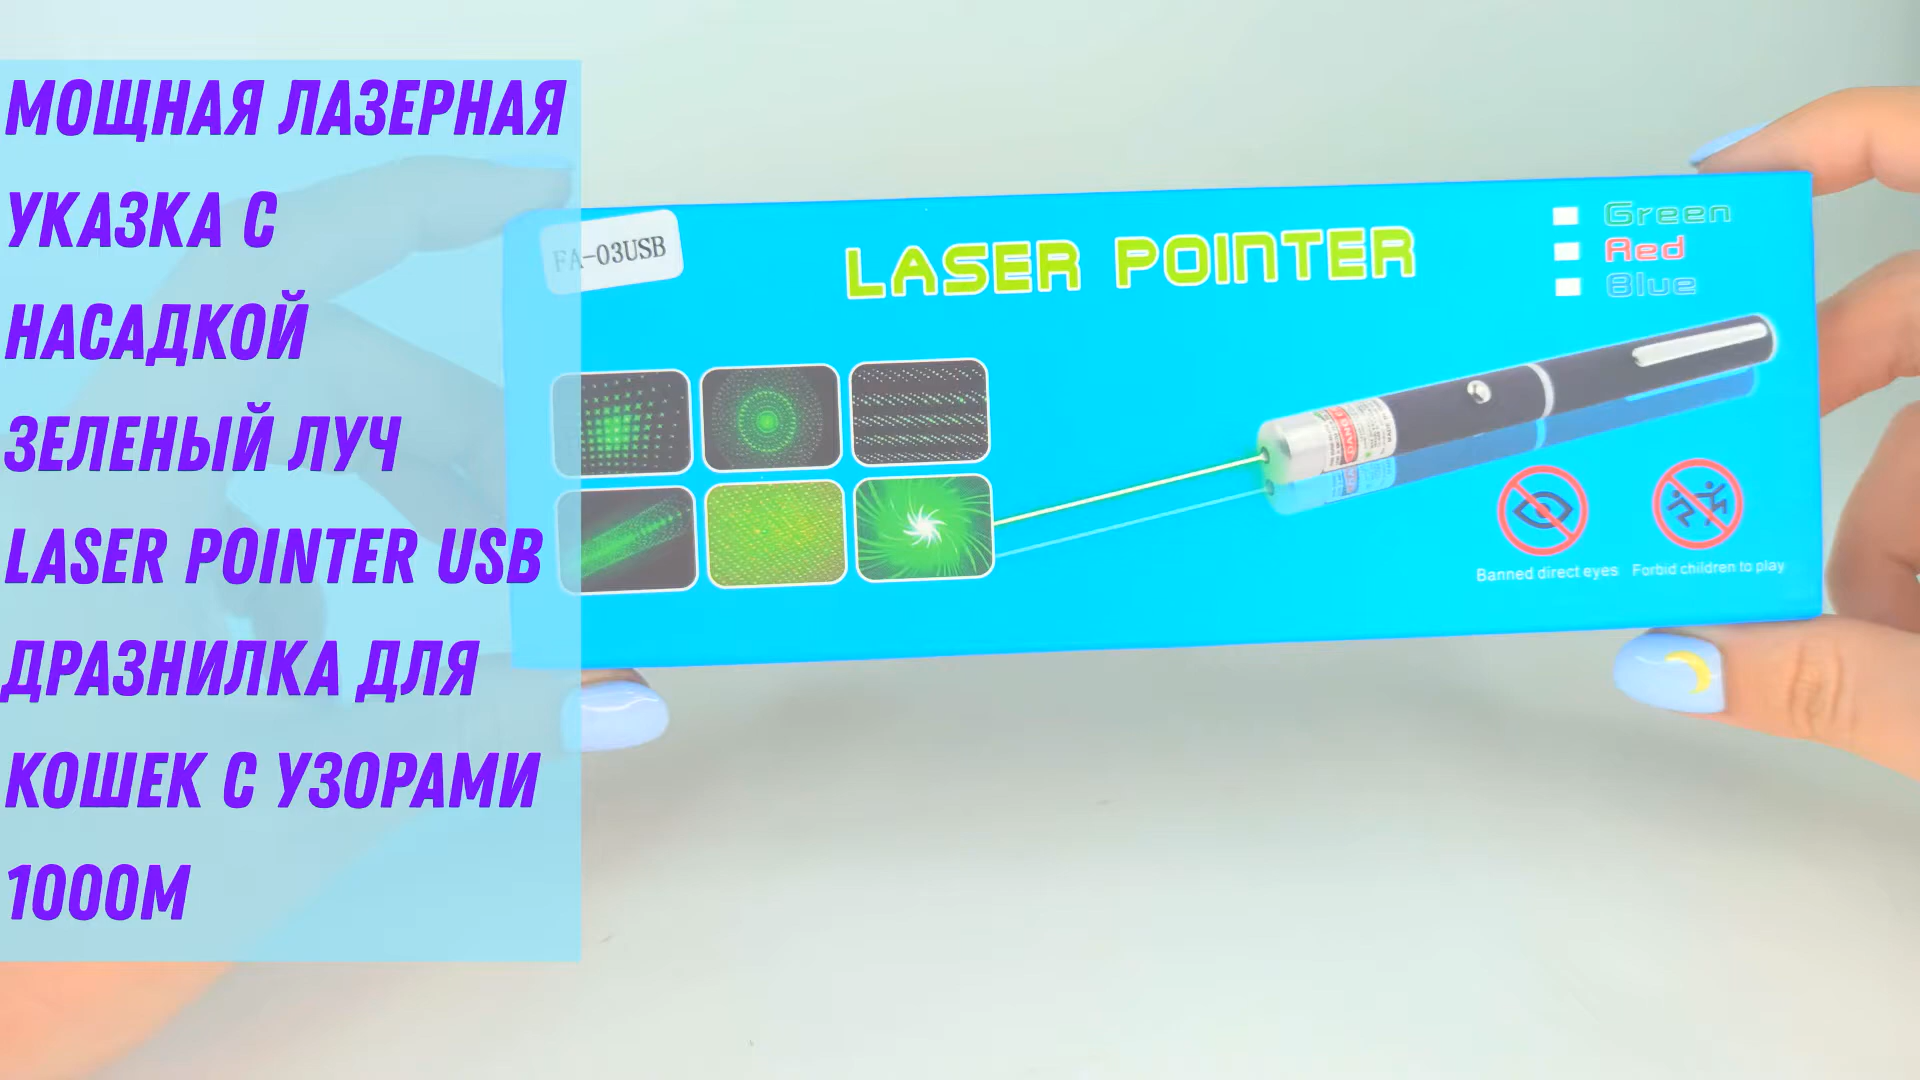 МОЩНАЯ ЛАЗЕРНАЯ
УКАЗКА С
НАСАДКОЙ
ЗЕЛЕНЫЙ ЛУЧ
LASER POINTER USB
ДРАЗНИЛКА ДЛЯ
КОШЕК С УЗОРАМИ
1000М
FA-03USB
LASER POINTER
Green
Red
Blue
DANGER
Banned direct eyes
Forbid children to play